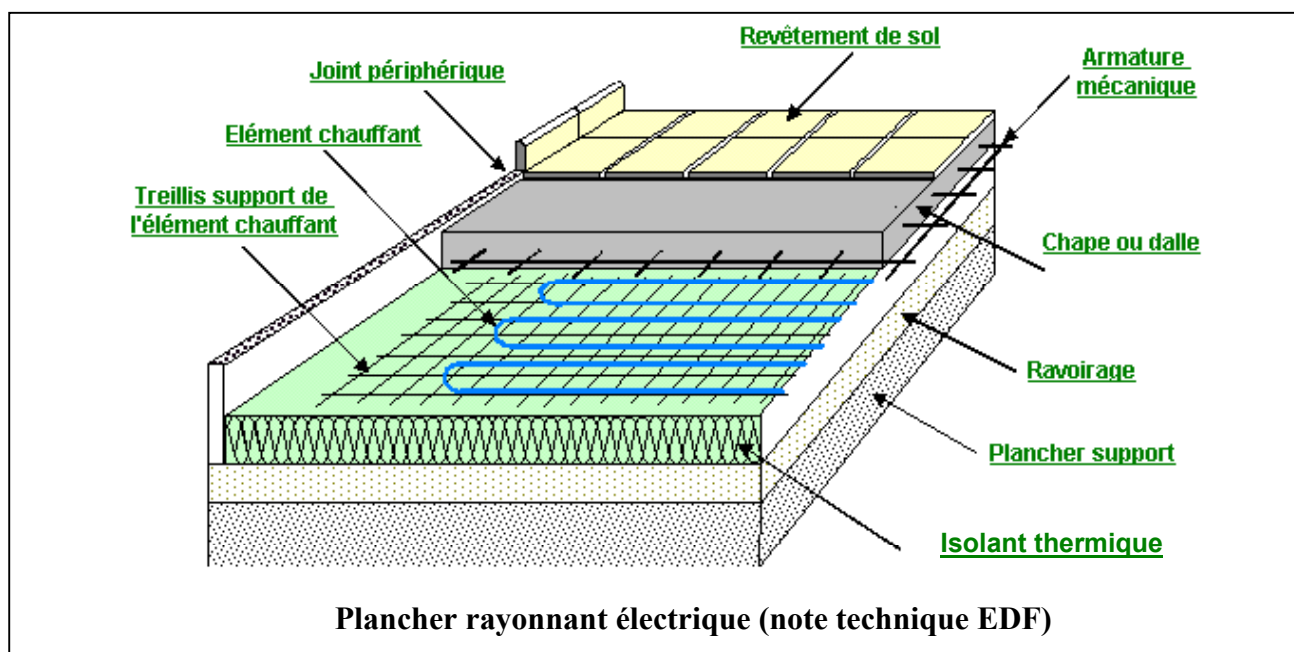 Revêtement de sol
Joint périphérique
Armature
mécanique
Elément chauffant
Treillis support de
l'élément chauffant
Chape ou dalle
Ravoirage
Plancher support
Isolant thermique
Plancher rayonnant électrique (note technique EDF)